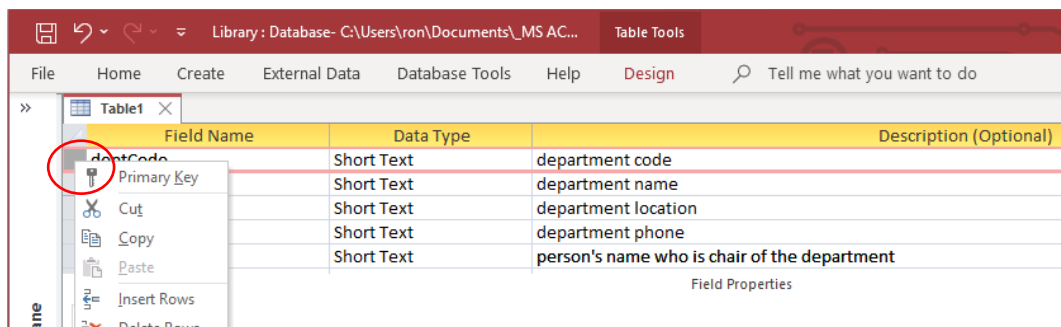 Library : Database- C:\Users\ron\Documents\_MS AC... Table Tools
File Home Create External Data Database Tools Help Design Tell me what you want to do
» Table1
Field Name Data Type Description (Optional)
deptCode Short Text department code
Primary Key Short Text department name
Cut Short Text department location
Copy Short Text department phone
Paste Short Text person's name who is chair of the department
Field Properties
Insert Rows
Delete Rows
ane